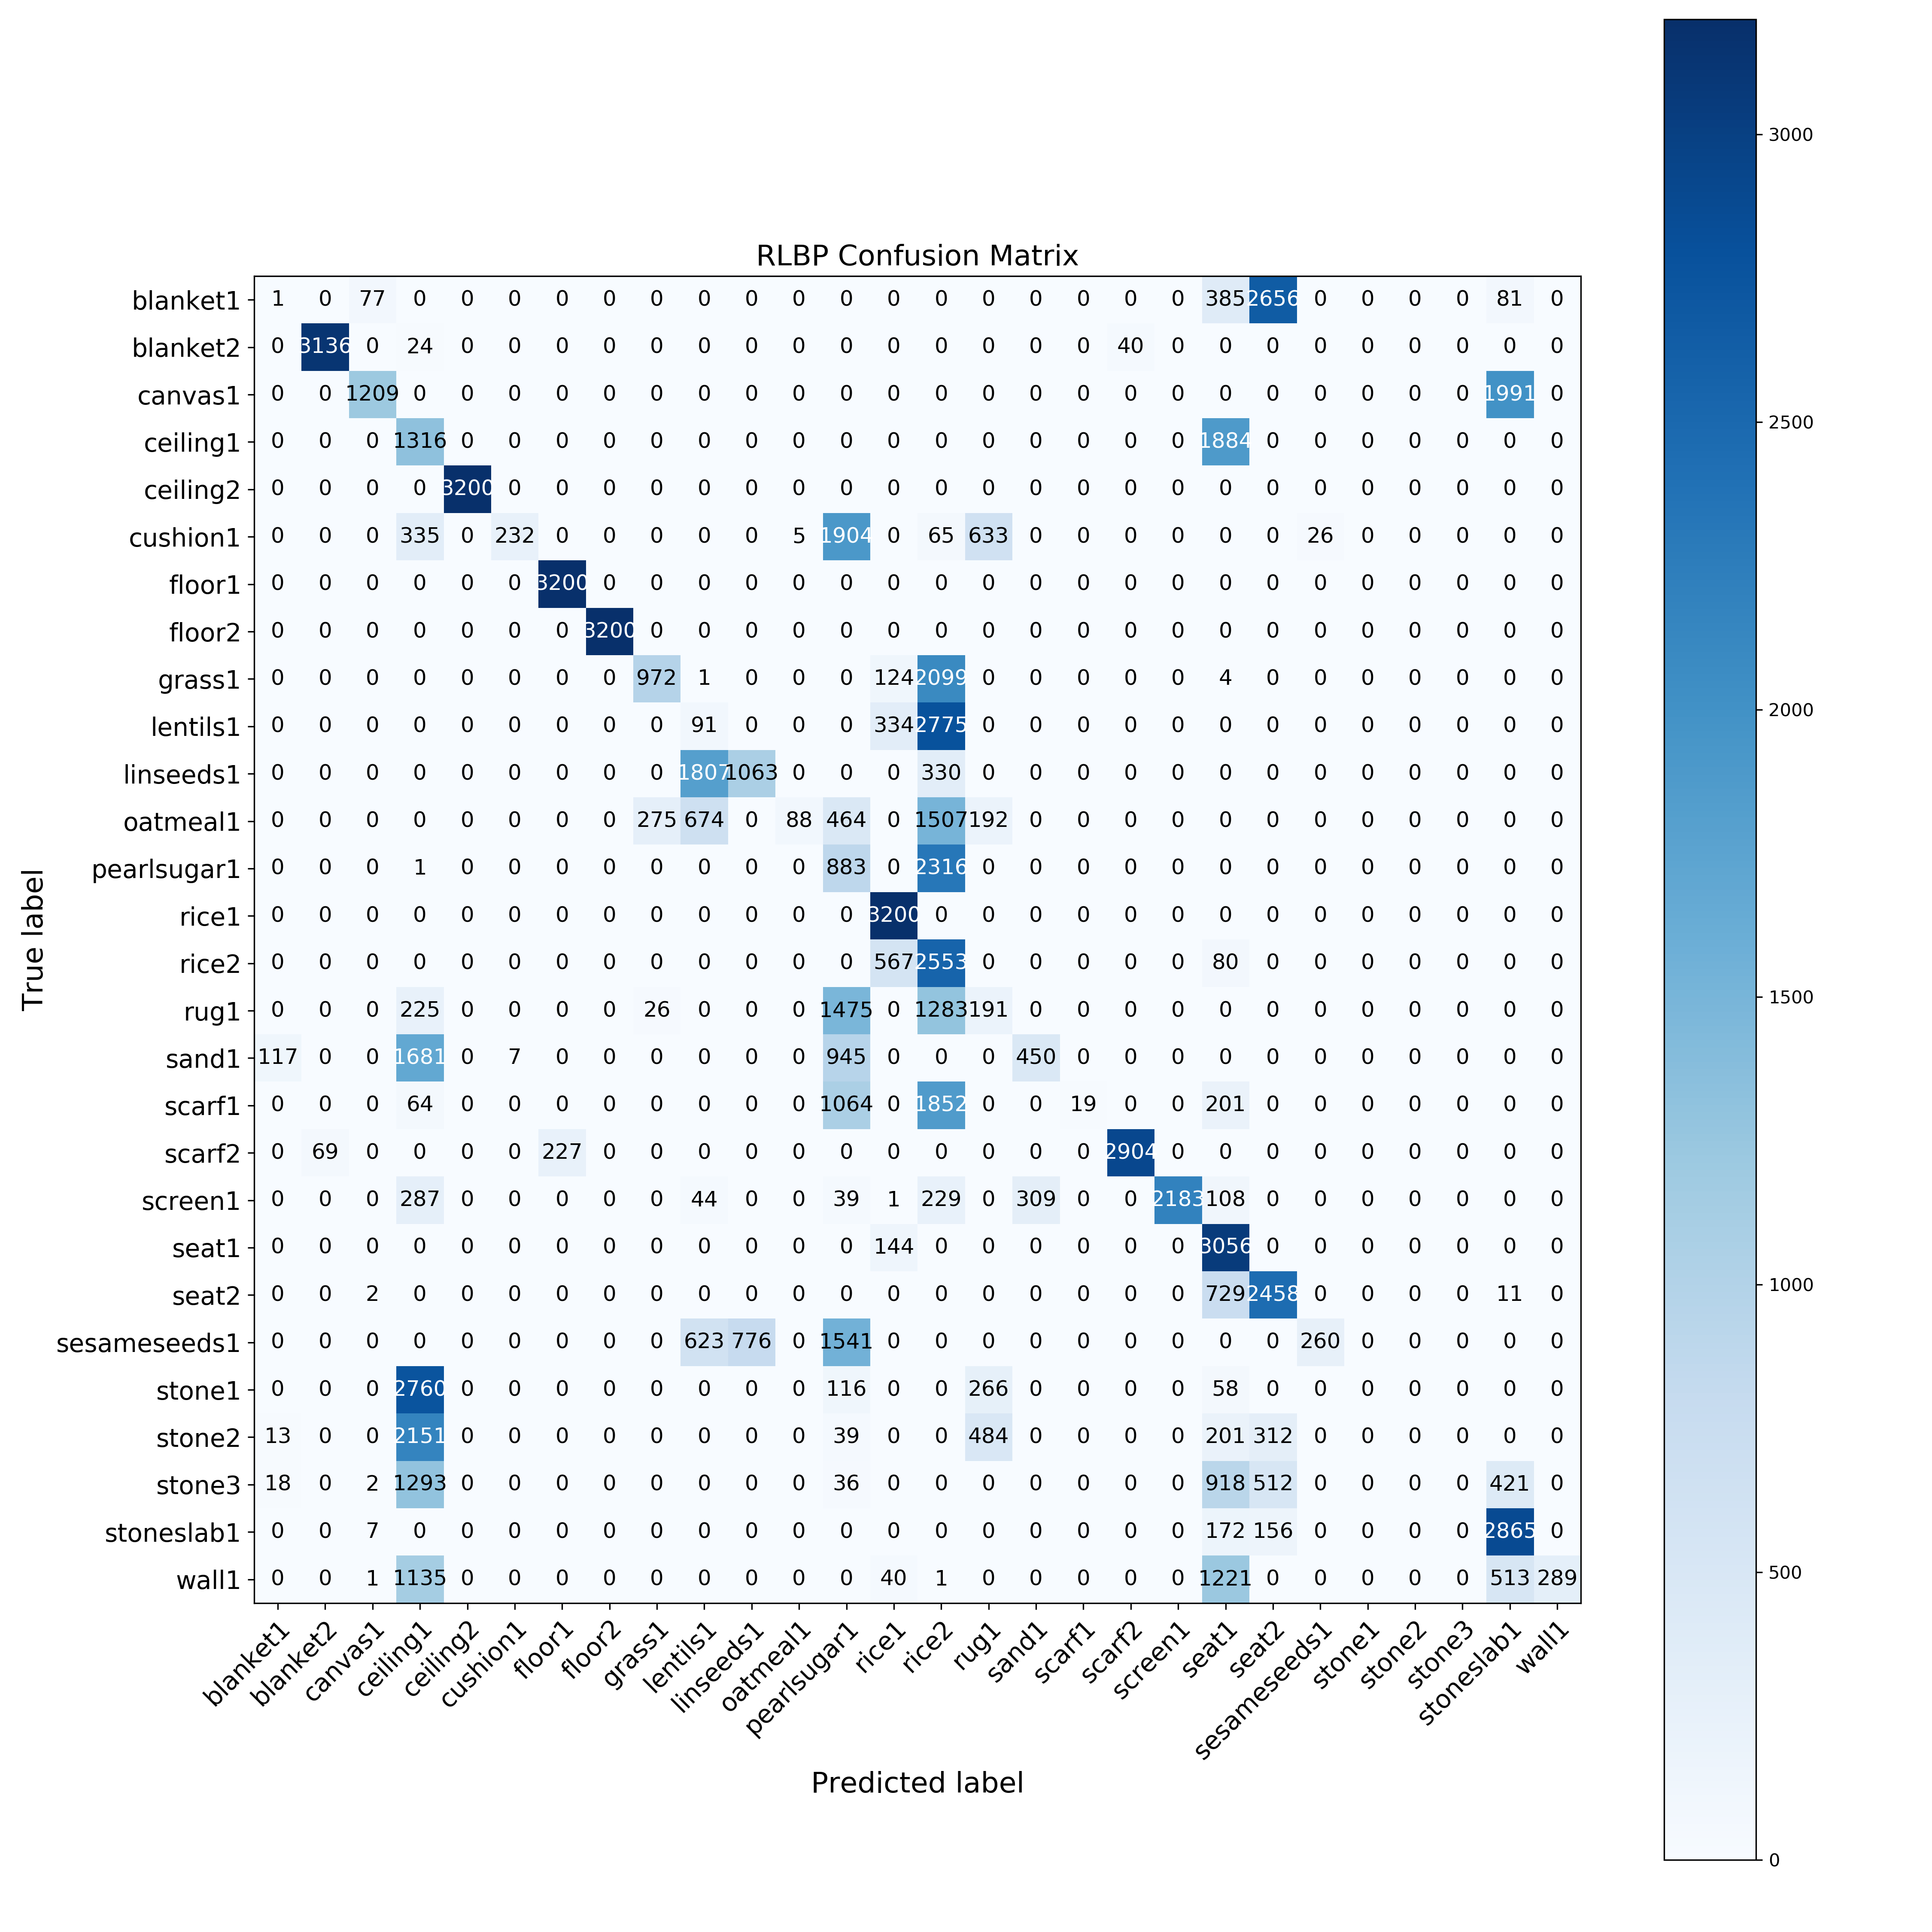 RLBP Confusion Matrix
True label
blanket1 1 0 77 0 0 0 0 0 0 0 0 0 0 0 0 0 0 0 0 0 385 2656 0 0 0 0 81 0
blanket2 0 3136 0 24 0 0 0 0 0 0 0 0 0 0 0 0 0 0 40 0 0 0 0 0 0 0 0 0
canvas1 0 0 1209 0 0 0 0 0 0 0 0 0 0 0 0 0 0 0 0 0 0 0 0 0 0 0 1991 0
ceiling1 0 0 0 1316 0 0 0 0 0 0 0 0 0 0 0 0 0 0 0 0 1884 0 0 0 0 0 0 0
ceiling2 0 0 0 0 3200 0 0 0 0 0 0 0 0 0 0 0 0 0 0 0 0 0 0 0 0 0 0 0
cushion1 0 0 0 335 0 232 0 0 0 0 0 5 1904 0 65 633 0 0 0 0 0 0 26 0 0 0 0 0
floor1 0 0 0 0 0 0 3200 0 0 0 0 0 0 0 0 0 0 0 0 0 0 0 0 0 0 0 0 0
floor2 0 0 0 0 0 0 0 3200 0 0 0 0 0 0 0 0 0 0 0 0 0 0 0 0 0 0 0 0
grass1 0 0 0 0 0 0 0 0 972 1 0 0 0 124 2099 0 0 0 0 0 4 0 0 0 0 0 0 0
lentils1 0 0 0 0 0 0 0 0 0 91 0 0 0 334 2775 0 0 0 0 0 0 0 0 0 0 0 0 0
linseeds1 0 0 0 0 0 0 0 0 0 1807 1063 0 0 0 330 0 0 0 0 0 0 0 0 0 0 0 0 0
oatmeal1 0 0 0 0 0 0 0 0 275 674 0 88 464 0 1507 192 0 0 0 0 0 0 0 0 0 0 0 0
pearlsugar1 0 0 0 1 0 0 0 0 0 0 0 0 883 0 2316 0 0 0 0 0 0 0 0 0 0 0 0 0
rice1 0 0 0 0 0 0 0 0 0 0 0 0 0 3200 0 0 0 0 0 0 0 0 0 0 0 0 0 0
rice2 0 0 0 0 0 0 0 0 0 0 0 0 0 567 2553 0 0 0 0 0 80 0 0 0 0 0 0 0
rug1 0 0 0 225 0 0 0 0 26 0 0 0 1475 0 1283 191 0 0 0 0 0 0 0 0 0 0 0 0
sand1 117 0 0 1681 0 7 0 0 0 0 0 0 945 0 0 0 450 0 0 0 0 0 0 0 0 0 0 0
scarf1 0 0 0 64 0 0 0 0 0 0 0 0 1064 0 1852 0 0 19 0 0 201 0 0 0 0 0 0 0
scarf2 0 69 0 0 0 0 227 0 0 0 0 0 0 0 0 0 0 0 2904 0 0 0 0 0 0 0 0 0
screen1 0 0 0 287 0 0 0 0 0 44 0 0 39 1 229 0 309 0 0 2183 108 0 0 0 0 0 0 0
seat1 0 0 0 0 0 0 0 0 0 0 0 0 0 144 0 0 0 0 0 0 3056 0 0 0 0 0 0 0
seat2 0 0 2 0 0 0 0 0 0 0 0 0 0 0 0 0 0 0 0 0 729 2458 0 0 0 0 11 0
sesameseeds1 0 0 0 0 0 0 0 0 0 623 776 0 1541 0 0 0 0 0 0 0 0 0 260 0 0 0 0 0
stone1 0 0 0 2760 0 0 0 0 0 0 0 0 116 0 0 266 0 0 0 0 58 0 0 0 0 0 0 0
stone2 13 0 0 2151 0 0 0 0 0 0 0 0 39 0 0 484 0 0 0 0 201 312 0 0 0 0 0 0
stone3 18 0 2 1293 0 0 0 0 0 0 0 0 36 0 0 0 0 0 0 0 918 512 0 0 0 0 421 0
stoneslab1 0 0 7 0 0 0 0 0 0 0 0 0 0 0 0 0 0 0 0 0 172 156 0 0 0 0 2865 0
wall1 0 0 1 1135 0 0 0 0 0 0 0 0 0 40 1 0 0 0 0 0 1221 0 0 0 0 0 513 289
blanket1 blanket2 canvas1 ceiling1 ceiling2 cushion1 floor1 floor2 grass1 lentils1 linseeds1 oatmeal1 pearlsugar1 rice1 rice2 rug1 sand1 scarf1 scarf2 screen1 seat1 seat2 sesameseeds1 stone1 stone2 stone3 stoneslab1 wall1
Predicted label
3000
2500
2000
1500
1000
500
0